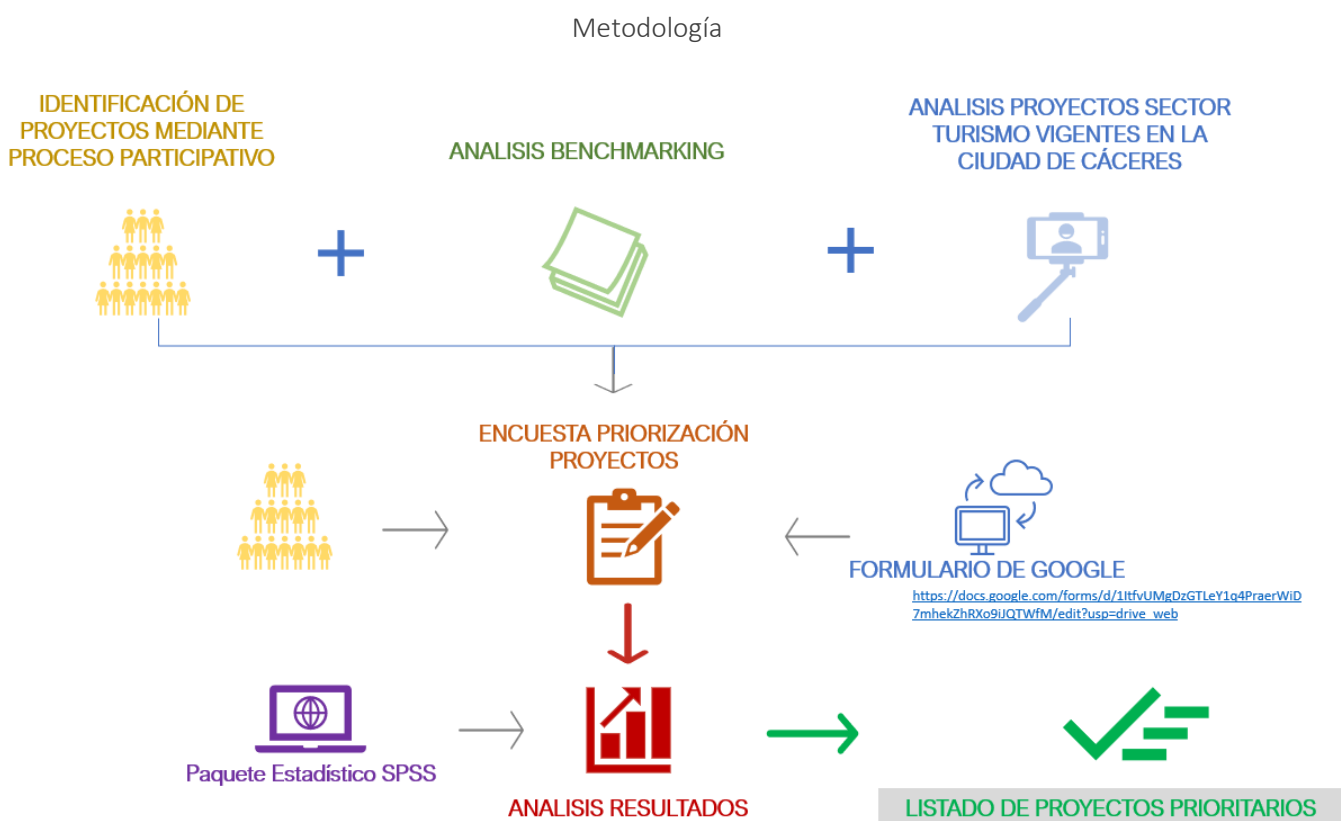 Metodología
IDENTIFICACIÓN DE
PROYECTOS MEDIANTE
PROCESO PARTICIPATIVO
ANALISIS BENCHMARKING
ANALISIS PROYECTOS SECTOR
TURISMO VIGENTES EN LA
CIUDAD DE CÁCERES
ENCUESTA PRIORIZACIÓN
PROYECTOS
FORMULARIO DE GOOGLE
https://docs.google.com/forms/d/1ItfvUMgDzGTLeY1q4PraerWiD
7mhekZhRXo9iJQTWfM/edit?usp=drive_web
Paquete Estadístico SPSS
ANALISIS RESULTADOS
LISTADO DE PROYECTOS PRIORITARIOS